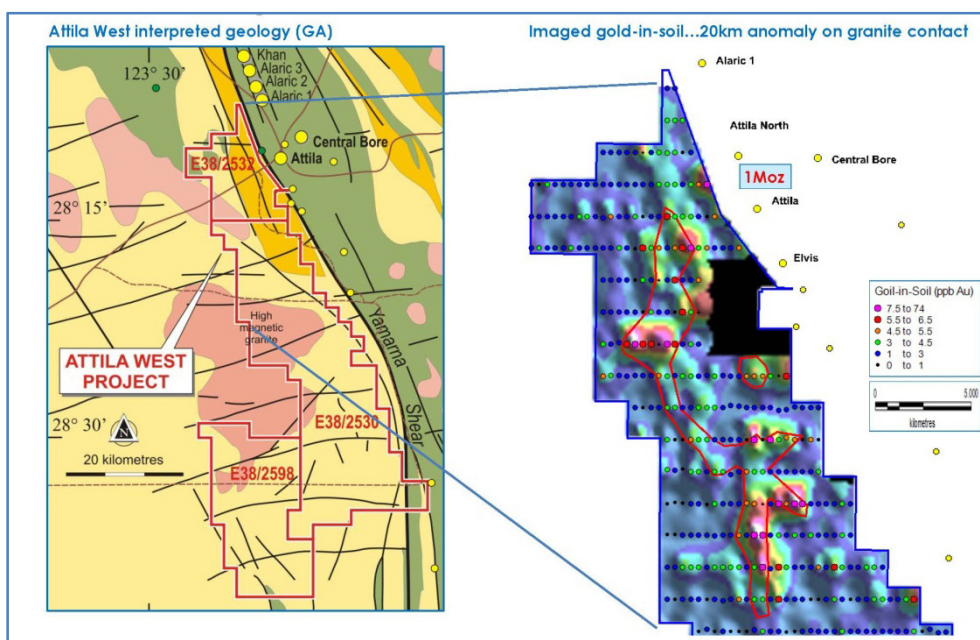 Attila West interpreted geology (GA)
Imaged gold-in-soil...20km anomaly on granite contact
123° 30'
Khan
Alaric 3
Alaric 2
Alaric 1
Central Bore
Attila
E38/2532
28° 15'
High
magnetic
granite
Yamarna
Shear
ATTILA WEST
PROJECT
E38/2530
28° 30'
N
20 kilometres
E38/2598
Alaric 1
Attila North
Central Bore
1Moz
Attila
Elvis
Goil-in-Soil (ppb Au)
7.5 to 74
5.5 to 6.5
4.5 to 5.5
3 to 4.5
1 to 3
0 to 1
0
5,000
kilometres